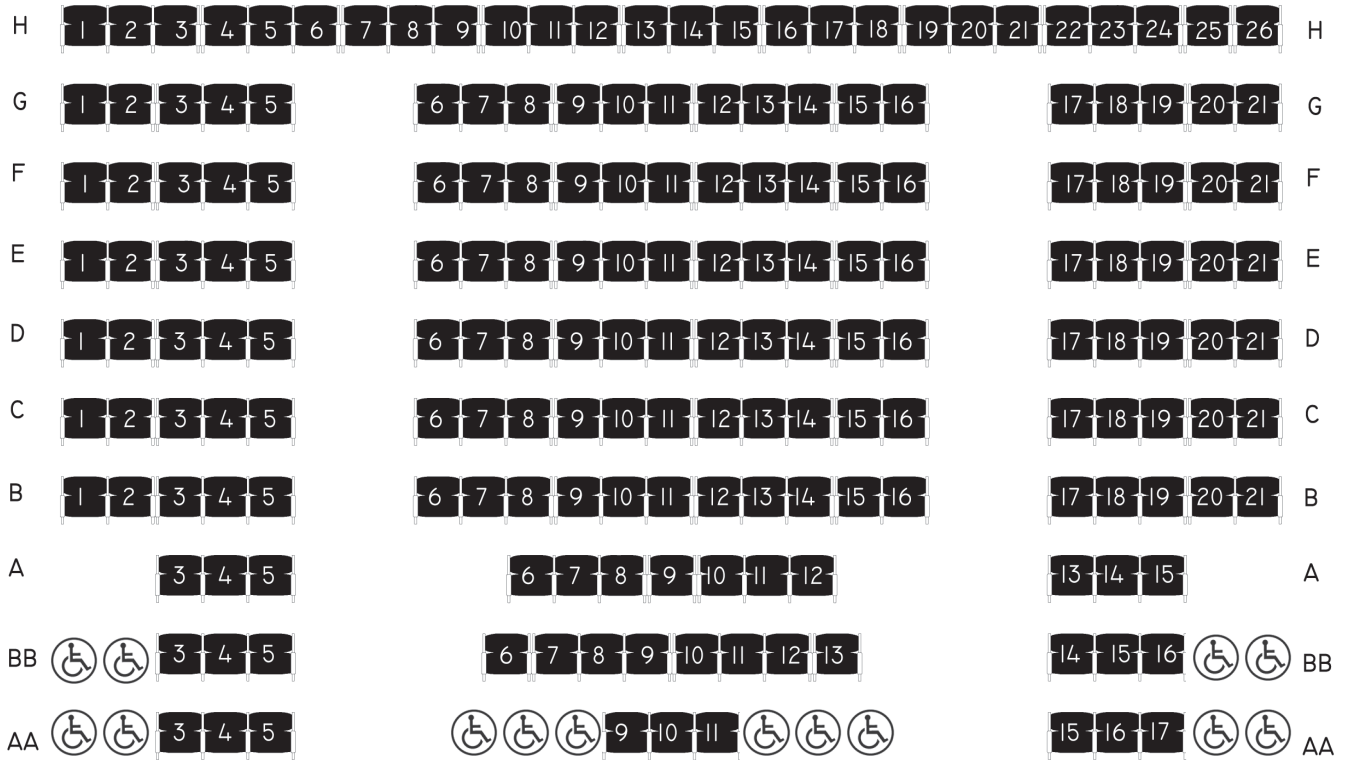 H 1 2 3 4 5 6 7 8 9 10 11 12 13 14 15 16 17 18 19 20 21 22 23 24 25 26 H
G 1 2 3 4 5 6 7 8 9 10 11 12 13 14 15 16 17 18 19 20 21 G
F 1 2 3 4 5 6 7 8 9 10 11 12 13 14 15 16 17 18 19 20 21 F
E 1 2 3 4 5 6 7 8 9 10 11 12 13 14 15 16 17 18 19 20 21 E
D 1 2 3 4 5 6 7 8 9 10 11 12 13 14 15 16 17 18 19 20 21 D
C 1 2 3 4 5 6 7 8 9 10 11 12 13 14 15 16 17 18 19 20 21 C
B 1 2 3 4 5 6 7 8 9 10 11 12 13 14 15 16 17 18 19 20 21 B
A 3 4 5 6 7 8 9 10 11 12 13 14 15 A
BB 3 4 5 6 7 8 9 10 11 12 13 14 15 16 BB
AA 3 4 5 9 10 11 15 16 17 AA